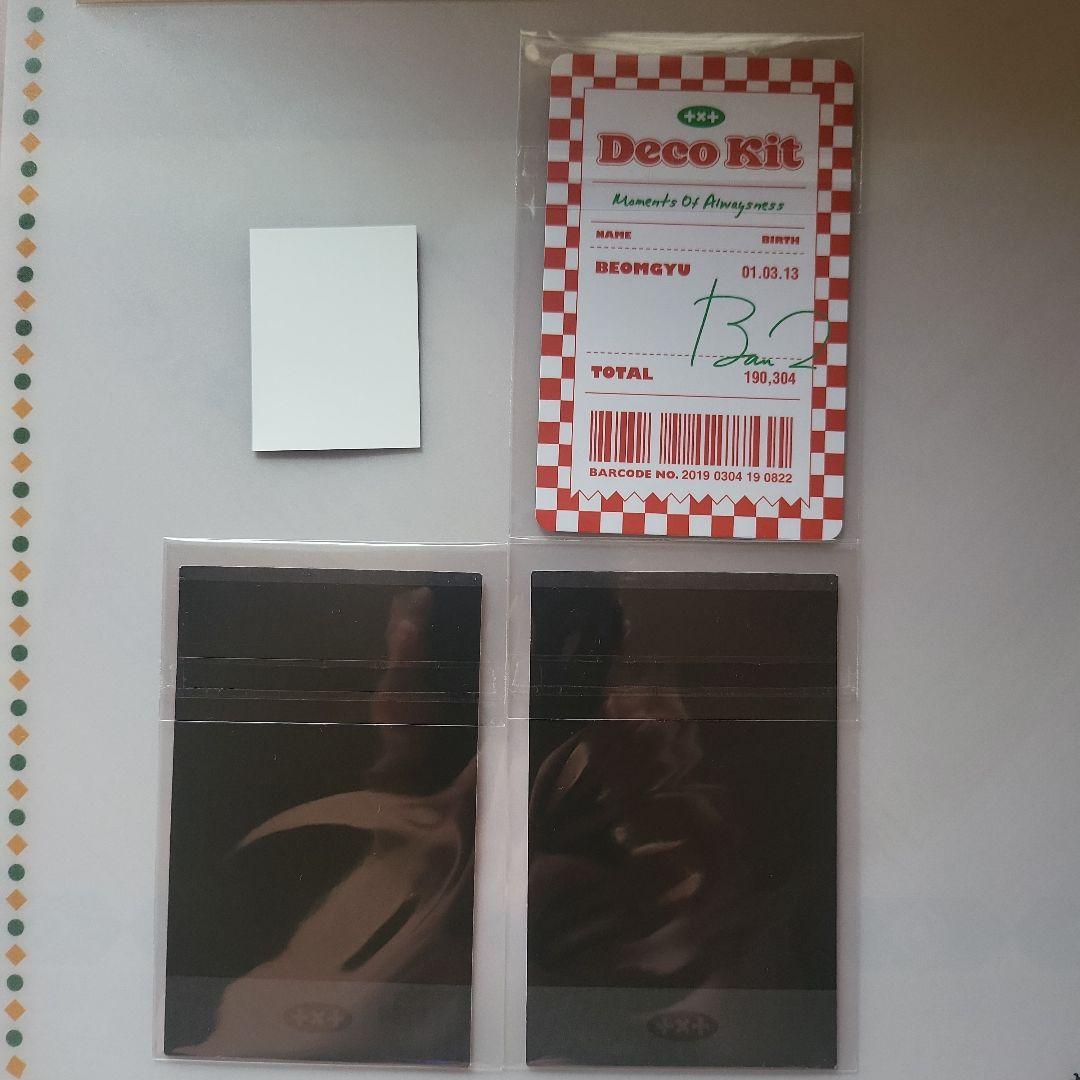 +x+
Deco Kit
Moments Of Alwaysness
NAME BIRTH
BEOMGYU 01.03.13
TOTAL 190,304
BARCODE NO. 2019 0304 19 0822
+x+
+x+